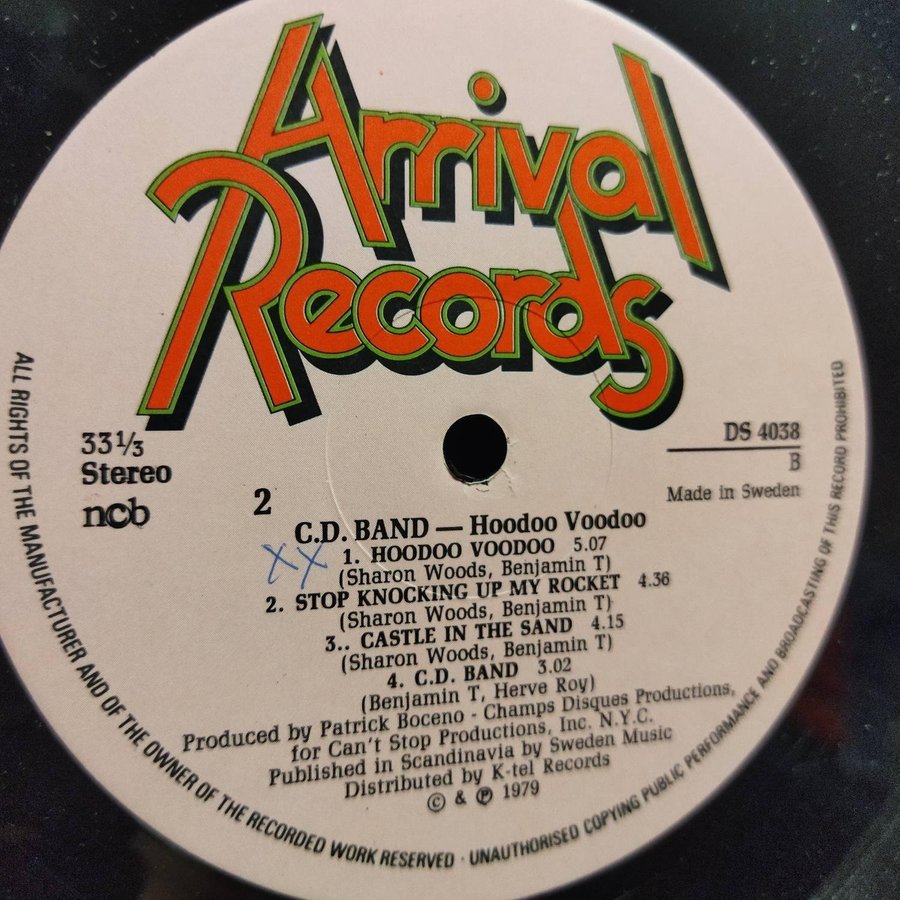 Arrival
Records
33 1/3
Stereo
ncb
DS 4038
B
Made in Sweden
2
C.D. BAND — Hoodoo Voodoo
XX 1. HOODOO VOODOO 5.07
(Sharon Woods, Benjamin T)
2. STOP KNOCKING UP MY ROCKET 4.36
(Sharon Woods, Benjamin T)
3.. CASTLE IN THE SAND 4.15
(Sharon Woods, Benjamin T)
4. C.D. BAND 3.02
(Benjamin T, Herve Roy)
Produced by Patrick Boceno - Champs Disques Productions,
for Can't Stop Productions, Inc. N.Y.C.
Published in Scandinavia by Sweden Music
Distributed by K-tel Records
© & ℗ 1979
ALL RIGHTS OF THE MANUFACTURER AND OF THE OWNER OF THE RECORDED WORK RESERVED · UNAUTHORISED COPYING PUBLIC PERFORMANCE AND BROADCASTING OF THIS RECORD PROHIBITED